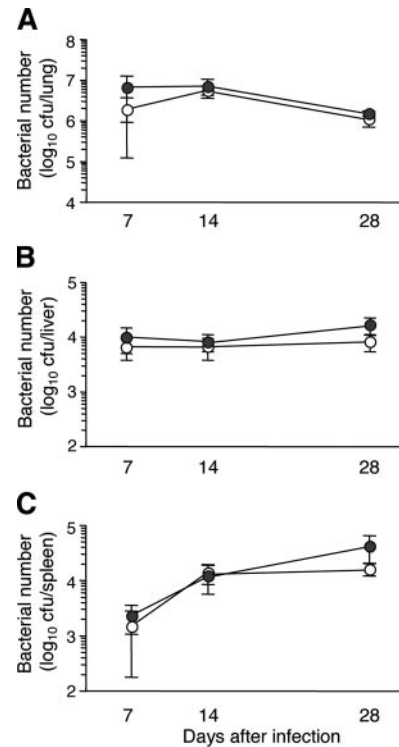 A
Bacterial number
(log10 cfu/lung)
8
7
6
5
4
7 14 28
B
Bacterial number
(log10 cfu/liver)
5
4
3
2
7 14 28
C
Bacterial number
(log10 cfu/spleen)
5
4
3
2
7 14 28
Days after infection